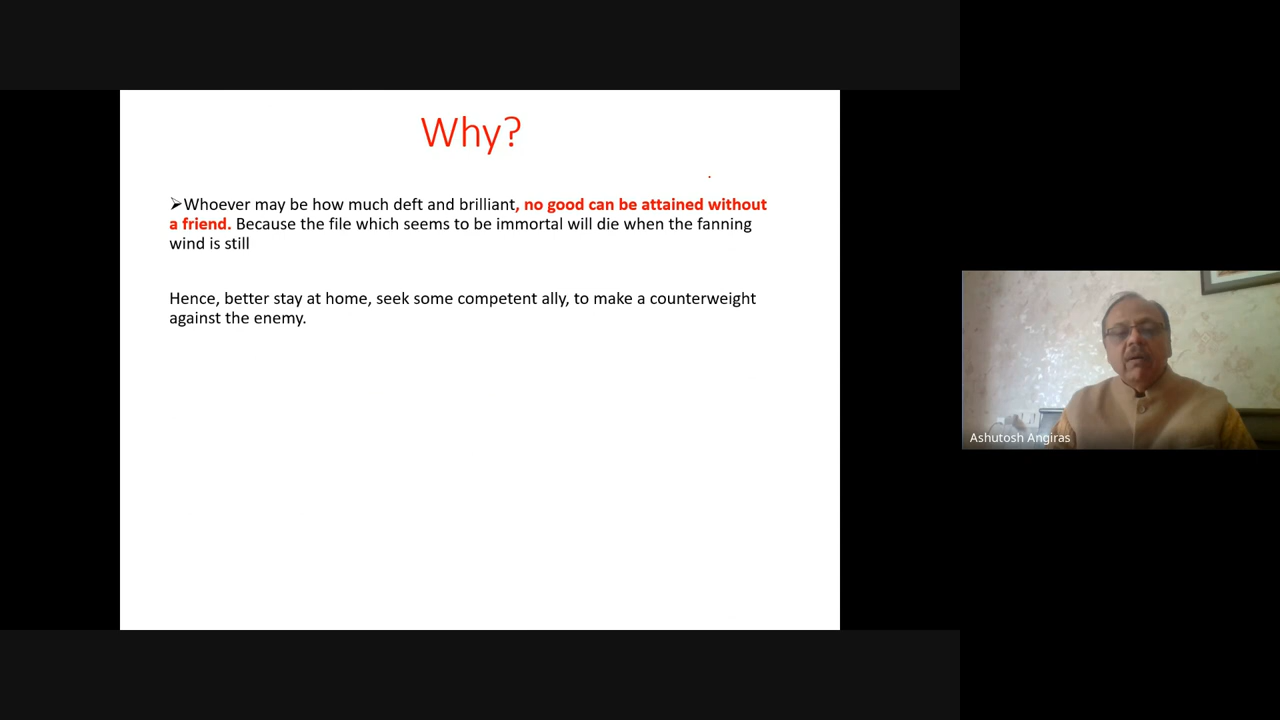 Why?
➢Whoever may be how much deft and brilliant, no good can be attained without
a friend. Because the file which seems to be immortal will die when the fanning
wind is still
Hence, better stay at home, seek some competent ally, to make a counterweight
against the enemy.
Ashutosh Angiras